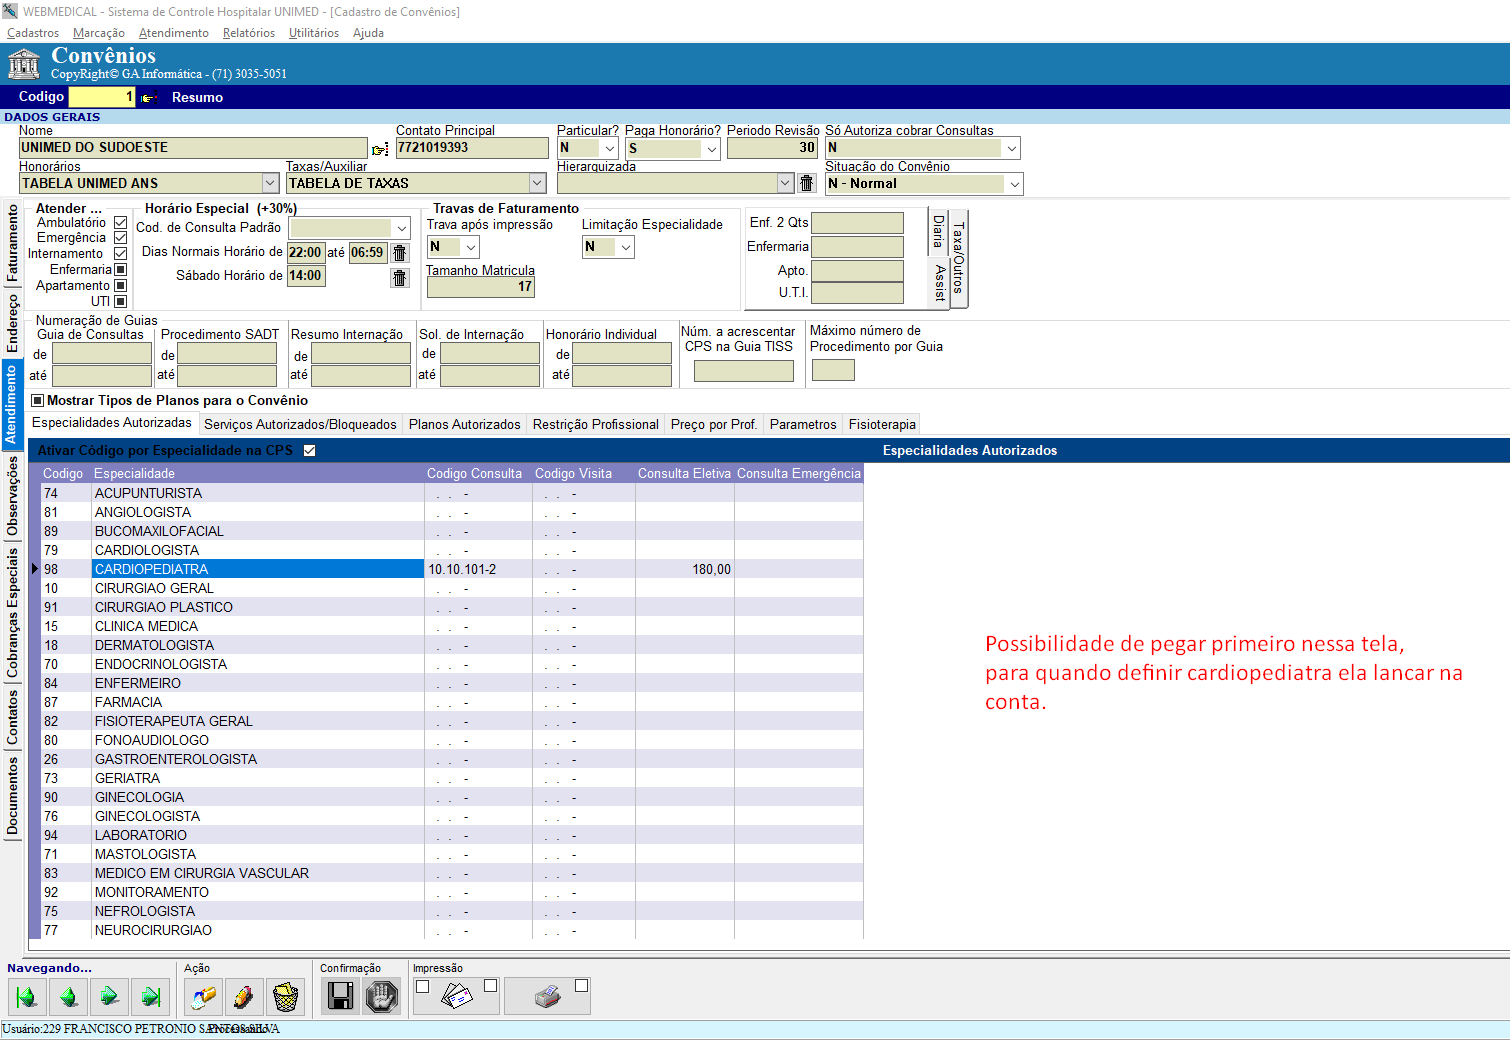 WEBMEDICAL - Sistema de Controle Hospitalar UNIMED - [Cadastro de Convênios]
Cadastros Marcação Atendimento Relatórios Utilitários Ajuda
Convênios
CopyRight© GA Informática - (71) 3035-5051
Codigo 1 Resumo
DADOS GERAIS
Nome Contato Principal Particular? Paga Honorário? Periodo Revisão Só Autoriza cobrar Consultas
UNIMED DO SUDOESTE 7721019393 N S 30 N
Honorários Taxas/Auxiliar Hierarquizada Situação do Convênio
TABELA UNIMED ANS TABELA DE TAXAS N - Normal
Faturamento
Endereço
Atendimento
Observações
Cobranças Especiais
Contatos
Documentos
Atender ...
Ambulatório
Emergência
Internamento
Enfermaria
Apartamento
UTI
Horário Especial (+30%)
Cod. de Consulta Padrão
Dias Normais Horário de 22:00 até 06:59
Sábado Horário de 14:00
Travas de Faturamento
Trava após impressão Limitação Especialidade
N N
Tamanho Matricula
17
Enf. 2 Qts
Enfermaria
Apto.
U.T.I.
Diaria
Assist
Taxa/Outros
Numeração de Guias
Guia de Consultas Procedimento SADT Resumo Internação Sol. de Internação Honorário Individual
de de de de de
até até até até até
Núm. a acrescentar
CPS na Guia TISS
Máximo número de
Procedimento por Guia
Mostrar Tipos de Planos para o Convênio
Especialidades Autorizadas Serviços Autorizados/Bloqueados Planos Autorizados Restrição Profissional Preço por Prof. Parametros Fisioterapia
Ativar Código por Especialidade na CPS Especialidades Autorizados
Codigo Especialidade Codigo Consulta Codigo Visita Consulta Eletiva Consulta Emergência
74 ACUPUNTURISTA . . - . . -
81 ANGIOLOGISTA . . - . . -
89 BUCOMAXILOFACIAL . . - . . -
79 CARDIOLOGISTA . . - . . -
98 CARDIOPEDIATRA 10.10.101-2 . . - 180,00
10 CIRURGIAO GERAL . . - . . -
91 CIRURGIAO PLASTICO . . - . . -
15 CLINICA MEDICA . . - . . -
18 DERMATOLOGISTA . . - . . -
70 ENDOCRINOLOGISTA . . - . . -
84 ENFERMEIRO . . - . . -
87 FARMACIA . . - . . -
82 FISIOTERAPEUTA GERAL . . - . . -
80 FONOAUDIOLOGO . . - . . -
26 GASTROENTEROLOGISTA . . - . . -
73 GERIATRA . . - . . -
90 GINECOLOGIA . . - . . -
76 GINECOLOGISTA . . - . . -
94 LABORATORIO . . - . . -
71 MASTOLOGISTA . . - . . -
83 MEDICO EM CIRURGIA VASCULAR . . - . . -
92 MONITORAMENTO . . - . . -
75 NEFROLOGISTA . . - . . -
77 NEUROCIRURGIAO . . - . . -
Possibilidade de pegar primeiro nessa tela,
para quando definir cardiopediatra ela lancar na
conta.
Navegando... Ação Confirmação Impressão
Usuário:229 FRANCISCO PETRONIO SANTOS SILVA